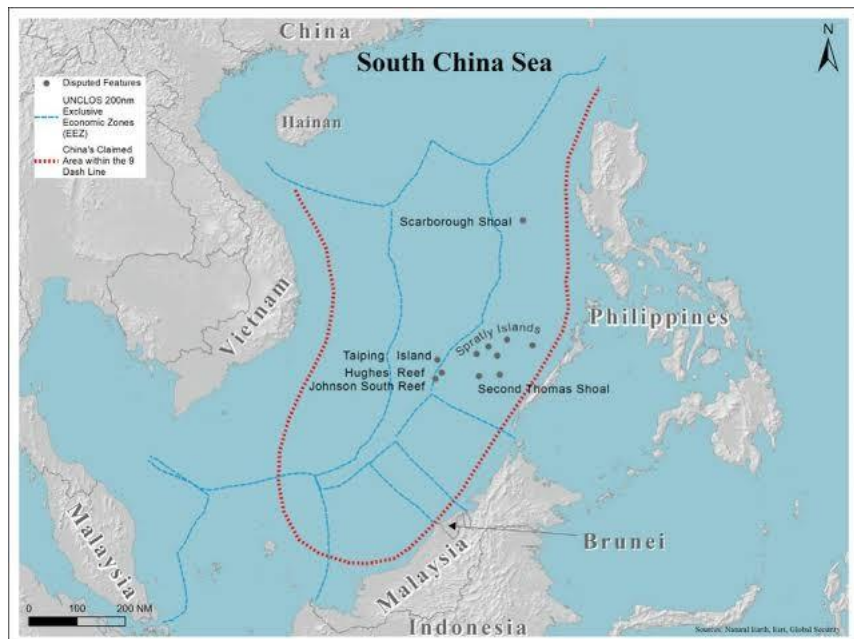 China
South China Sea
N
Disputed Features
UNCLOS 200nm
Exclusive
Economic Zones
(EEZ)
China's Claimed
Area within the 9
Dash Line
Hainan
Scarborough Shoal
Vietnam
Philippines
Spratly Islands
Taiping Island
Hughes Reef
Johnson South Reef
Second Thomas Shoal
Malaysia
Brunei
Malaysia
Indonesia
0 100 200 NM
Sources: Natural Earth, Esri, Global Security